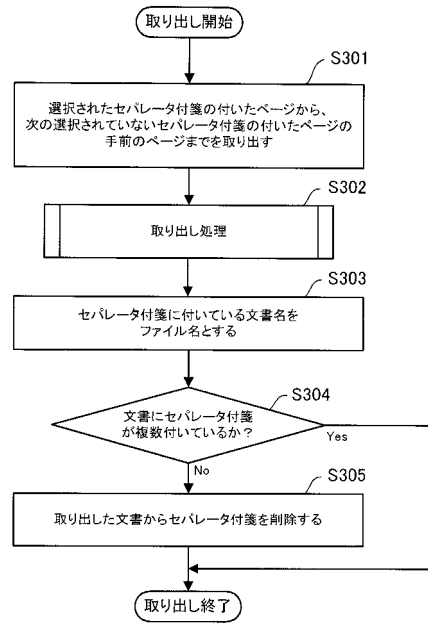 取り出し開始
S301
選択されたセパレータ付箋の付いたページから、
次の選択されていないセパレータ付箋の付いたページの
手前のページまでを取り出す
S302
取り出し処理
S303
セパレータ付箋に付いている文書名を
ファイル名とする
S304
文書にセパレータ付箋
が複数付いているか？
Yes
No
S305
取り出した文書からセパレータ付箋を削除する
取り出し終了